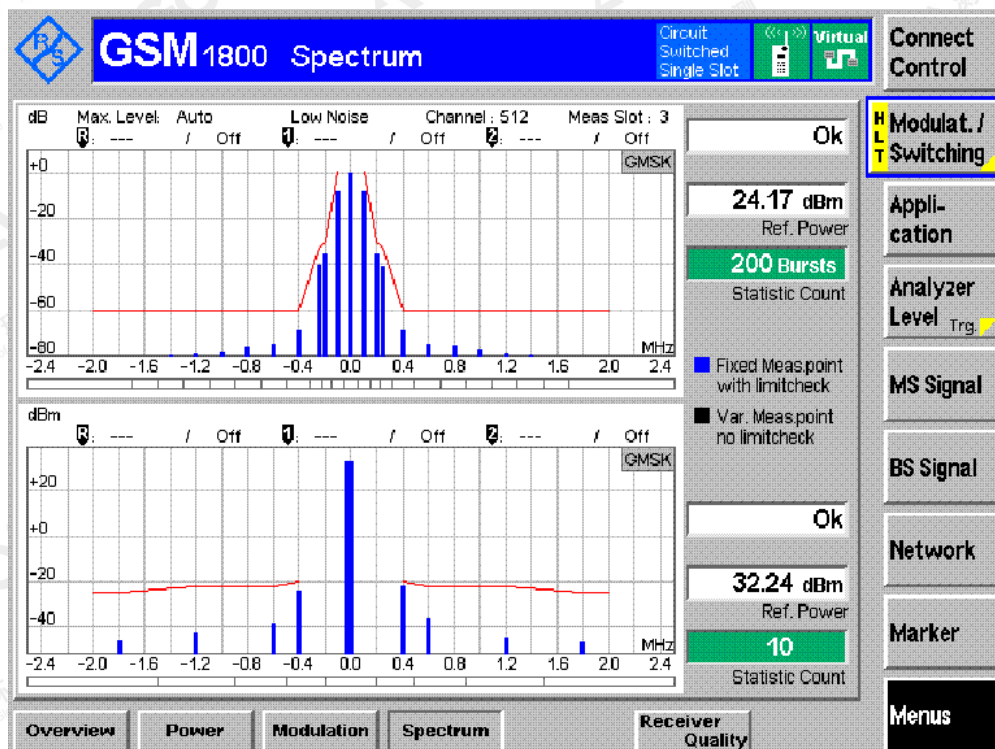 R/S
GSM 1800 Spectrum
Circuit
Switched
Single Slot
Virtual
Connect
Control
dB Max. Level: Auto Low Noise Channel : 512 Meas Slot : 3
R : --- / Off 1 : --- / Off 2 : --- / Off
GMSK
+0
-20
-40
-60
-80
MHz
-2.4 -2.0 -1.6 -1.2 -0.8 -0.4 0.0 0.4 0.8 1.2 1.6 2.0 2.4
Ok
24.17 dBm
Ref. Power
200 Bursts
Statistic Count
Fixed Meas.point
with limitcheck
Var. Meas.point
no limitcheck
dBm
R : --- / Off 1 : --- / Off 2 : --- / Off
GMSK
+20
+0
-20
-40
MHz
-2.4 -2.0 -1.6 -1.2 -0.8 -0.4 0.0 0.4 0.8 1.2 1.6 2.0 2.4
Ok
32.24 dBm
Ref. Power
10
Statistic Count
HLT
Modulat. /
Switching
Appli-
cation
Analyzer
Level Trg.
MS Signal
BS Signal
Network
Marker
Menus
Overview
Power
Modulation
Spectrum
Receiver
Quality